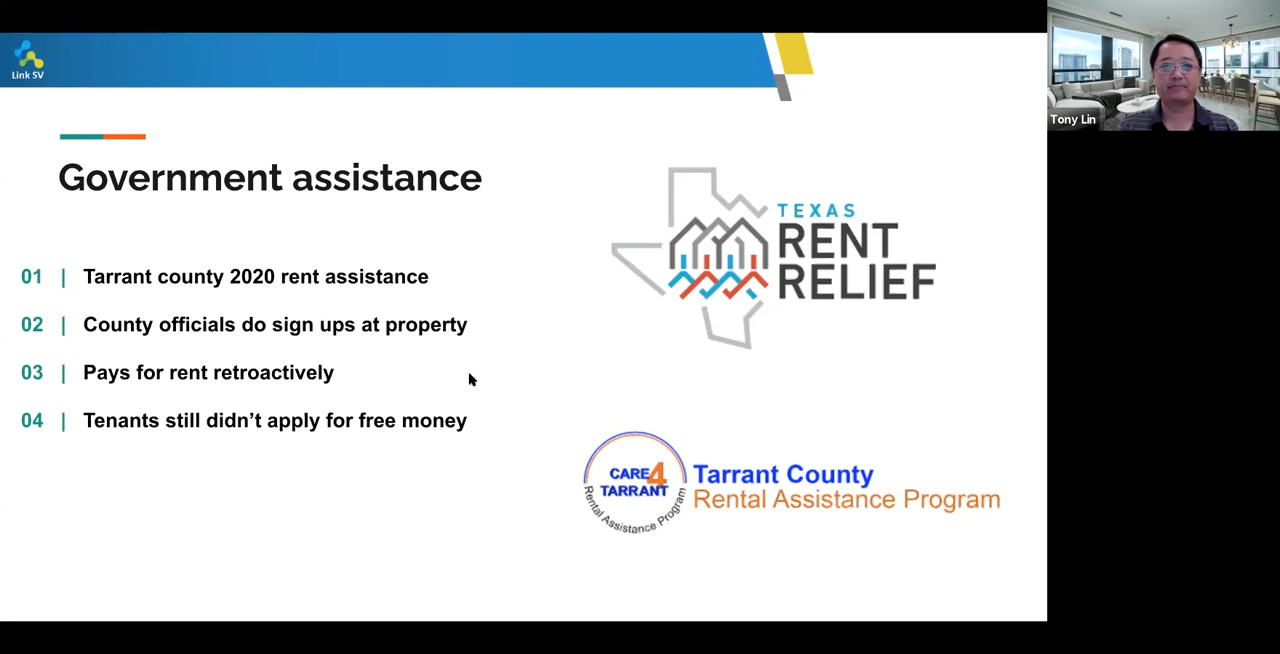 Link SV
Tony Lin
Government assistance
01 | Tarrant county 2020 rent assistance
02 | County officials do sign ups at property
03 | Pays for rent retroactively
04 | Tenants still didn’t apply for free money
TEXAS
RENT
RELIEF
CARE4
TARRANT
Rental Assistance Program
Tarrant County
Rental Assistance Program